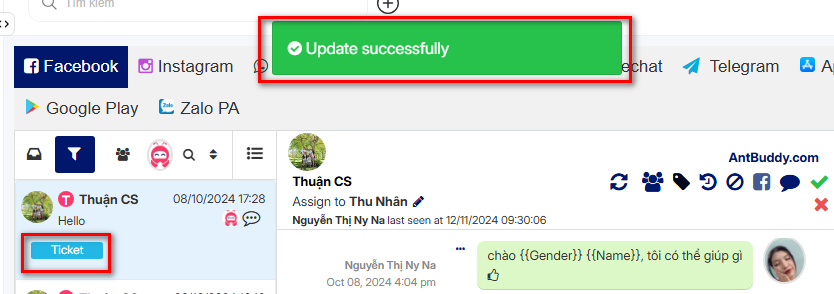 Tìm kiếm
Update successfully
Facebook
Instagram
echat
Telegram
Google Play
Zalo PA
AntBuddy.com
Thuận CS
Assign to Thu Nhân
Nguyễn Thị Ny Na last seen at 12/11/2024 09:30:06
T Thuận CS
08/10/2024 17:28
Hello
Ticket
chào {{Gender}} {{Name}}, tôi có thể giúp gì
Nguyễn Thị Ny Na
Oct 08, 2024 4:04 pm